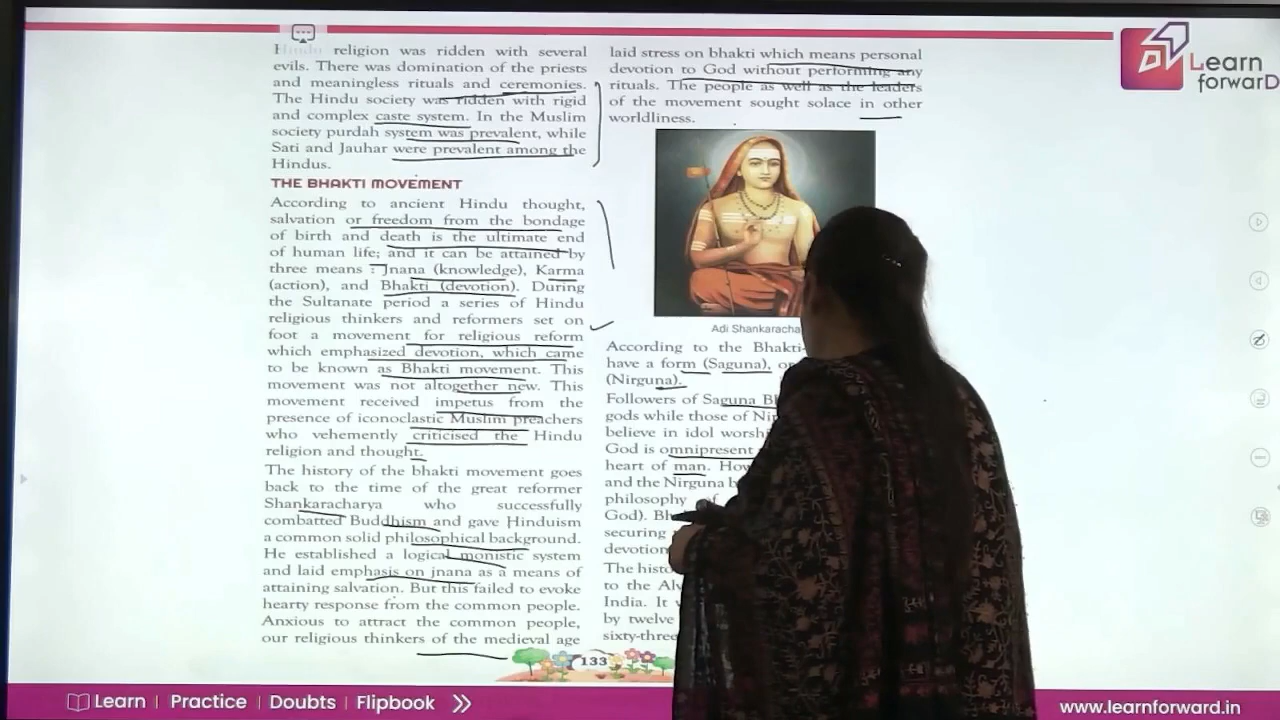 Hindu religion was ridden with several
evils. There was domination of the priests
and meaningless rituals and ceremonies.
The Hindu society was ridden with rigid
and complex caste system. In the Muslim
society purdah system was prevalent, while
Sati and Jauhar were prevalent among the
Hindus.
THE BHAKTI MOVEMENT
According to ancient Hindu thought,
salvation or freedom from the bondage
of birth and death is the ultimate end
of human life; and it can be attained by
three means : Jnana (knowledge), Karma
(action), and Bhakti (devotion). During
the Sultanate period a series of Hindu
religious thinkers and reformers set on
foot a movement for religious reform
which emphasized devotion, which came
to be known as Bhakti movement. This
movement was not altogether new. This
movement received impetus from the
presence of iconoclastic Muslim preachers
who vehemently criticised the Hindu
religion and thought.
The history of the bhakti movement goes
back to the time of the great reformer
Shankaracharya who successfully
combatted Buddhism and gave Hinduism
a common solid philosophical background.
He established a logical monistic system
and laid emphasis on jnana as a means of
attaining salvation. But this failed to evoke
hearty response from the common people.
Anxious to attract the common people,
our religious thinkers of the medieval age
laid stress on bhakti which means personal
devotion to God without performing any
rituals. The people as well as the leaders
of the movement sought solace in other
worldliness.
Adi Shankaracha
According to the Bhakti-
have a form (Saguna), or
(Nirguna).
Followers of Saguna
gods while those of
believe in idol
God is omnipresent
heart of man.
and the Nirguna
philosophy of
God).
securing
devotion
The
to the
India. It
by twelve
sixty-three
133
Learn
forwarD
Learn | Practice | Doubts | Flipbook
www.learnforward.in